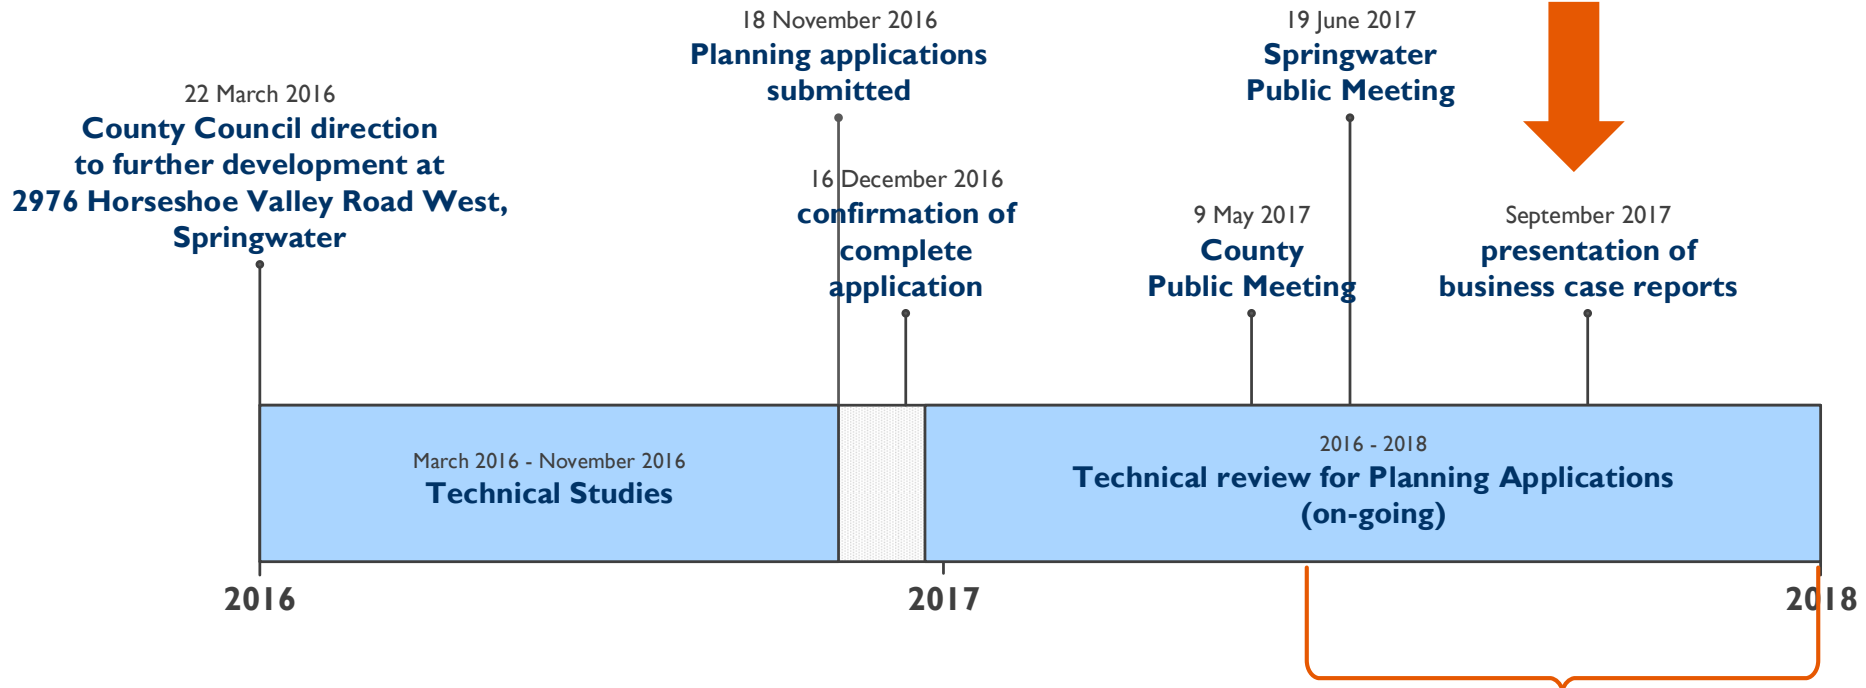 22 March 2016
County Council direction
to further development at
2976 Horseshoe Valley Road West,
Springwater
18 November 2016
Planning applications
submitted
16 December 2016
confirmation of
complete
application
9 May 2017
County
Public Meeting
19 June 2017
Springwater
Public Meeting
September 2017
presentation of
business case reports
March 2016 - November 2016
Technical Studies
2016 - 2018
Technical review for Planning Applications
(on-going)
2016
2017
2018